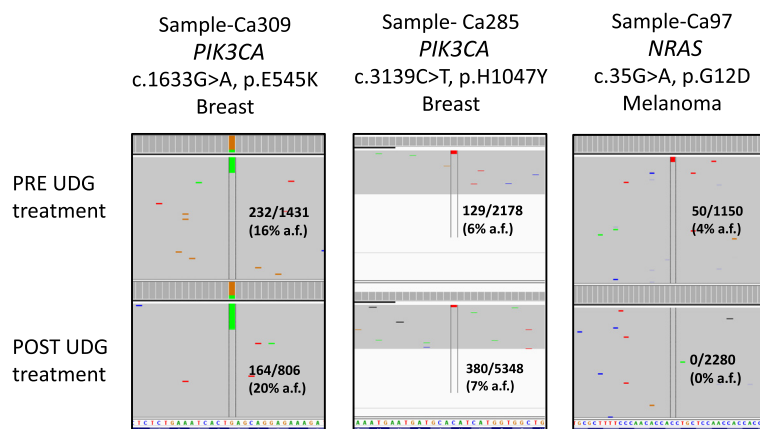 Sample-Ca309
PIK3CA
c.1633G>A, p.E545K
Breast
Sample- Ca285
PIK3CA
c.3139C>T, p.H1047Y
Breast
Sample-Ca97
NRAS
c.35G>A, p.G12D
Melanoma
PRE UDG
treatment
232/1431
(16% a.f.)
129/2178
(6% a.f.)
50/1150
(4% a.f.)
POST UDG
treatment
164/806
(20% a.f.)
380/5348
(7% a.f.)
0/2280
(0% a.f.)
T C T C T G A A A T C A C T G A G C A G G A G A A A G A
A A A T G A A T G A T G C A C A T C A T G G T G G C T G
T G C G C T T T T C C C A A C A C C A C C T G C T C C A A C C A C C A C C